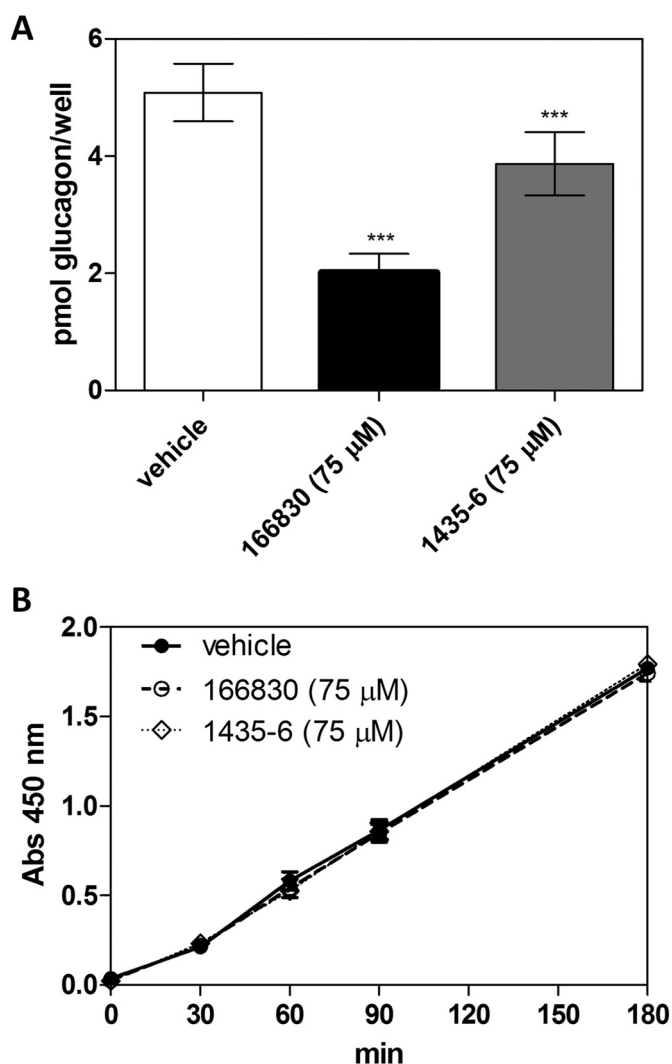 A
pmol glucagon/well
6
4
2
0
***
***
vehicle
166830 (75 μM)
1435-6 (75 μM)
B
Abs 450 nm
2.0
1.5
1.0
0.5
0.0
vehicle
166830 (75 μM)
1435-6 (75 μM)
0 30 60 90 120 150 180
min